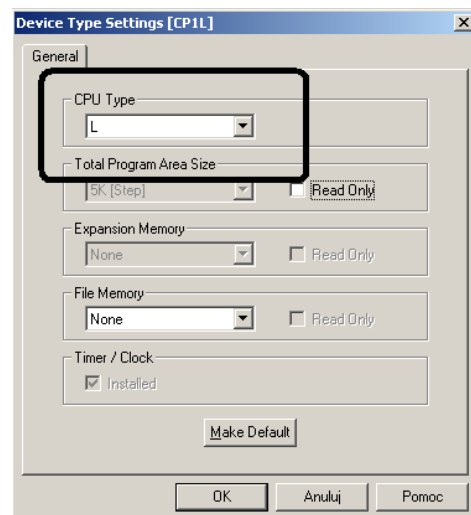 Device Type Settings [CP1L]
General
CPU Type
L
Total Program Area Size
5K [Step]
Read Only
Expansion Memory
None
Read Only
File Memory
None
Read Only
Timer / Clock
Installed
Make Default
OK
Anuluj
Pomoc